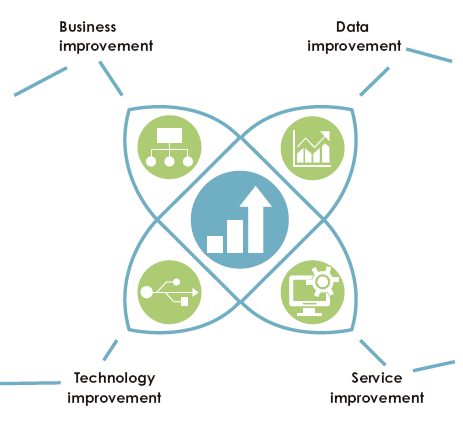 Business
improvement
Data
improvement
Technology
improvement
Service
improvement